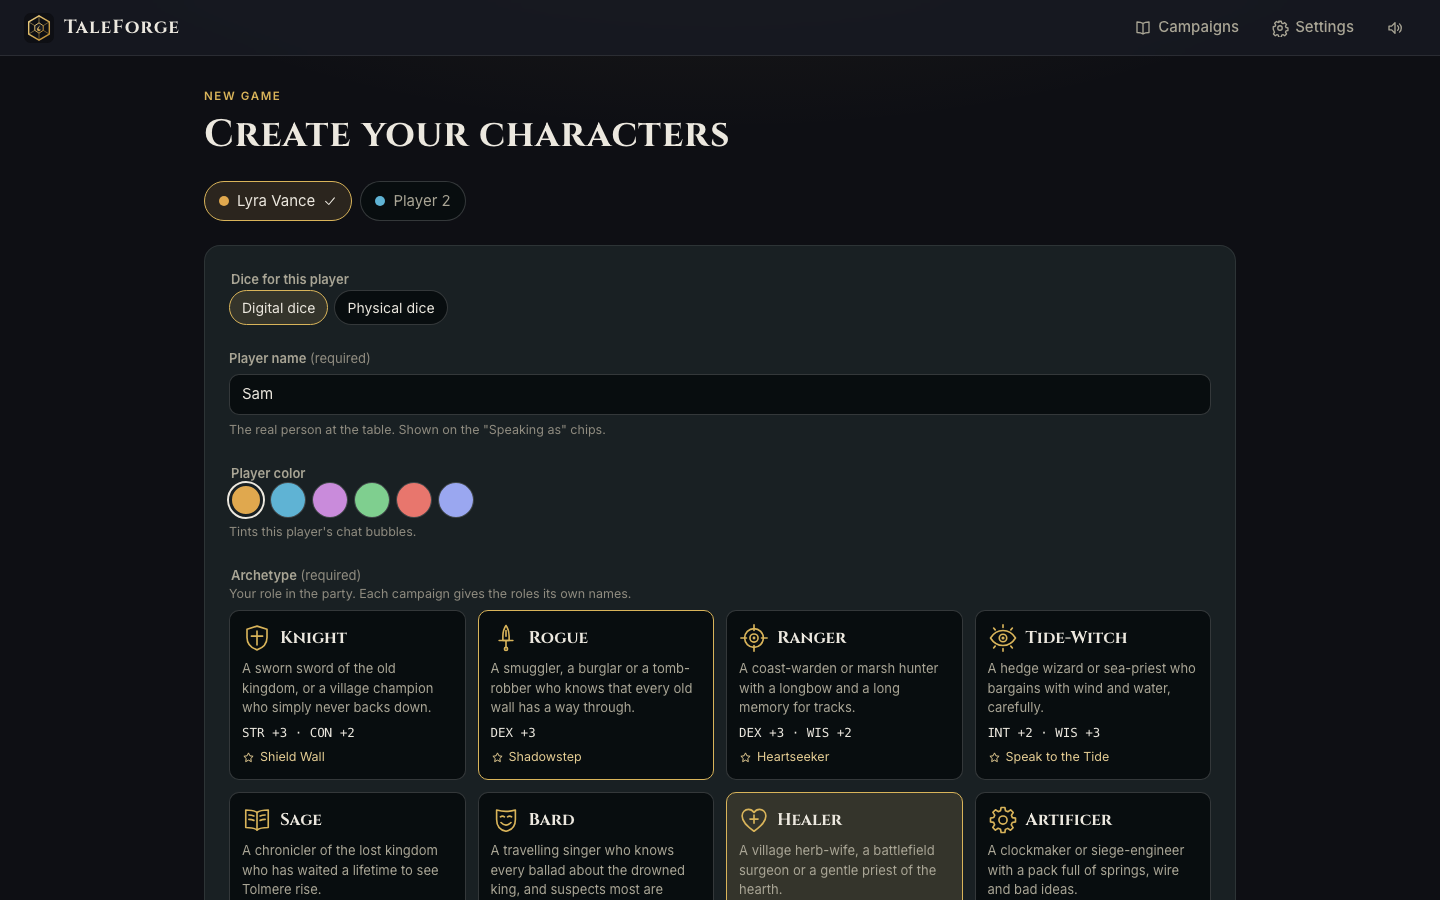 TaleForge
Campaigns
Settings
NEW GAME
Create your characters
Lyra Vance
Player 2
Dice for this player
Digital dice
Physical dice
Player name (required)
Sam
The real person at the table. Shown on the "Speaking as" chips.
Player color
Tints this player's chat bubbles.
Archetype (required)
Your role in the party. Each campaign gives the roles its own names.
Knight
A sworn sword of the old
kingdom, or a village champion
who simply never backs down.
STR +3 · CON +2
Shield Wall
Rogue
A smuggler, a burglar or a tomb-
robber who knows that every old
wall has a way through.
DEX +3
Shadowstep
Ranger
A coast-warden or marsh hunter
with a longbow and a long
memory for tracks.
DEX +3 · WIS +2
Heartseeker
Tide-Witch
A hedge wizard or sea-priest who
bargains with wind and water,
carefully.
INT +2 · WIS +3
Speak to the Tide
Sage
A chronicler of the lost kingdom
who has waited a lifetime to see
Tolmere rise.
Bard
A travelling singer who knows
every ballad about the drowned
king, and suspects most are
Healer
A village herb-wife, a battlefield
surgeon or a gentle priest of the
hearth.
Artificer
A clockmaker or siege-engineer
with a pack full of springs, wire
and bad ideas.